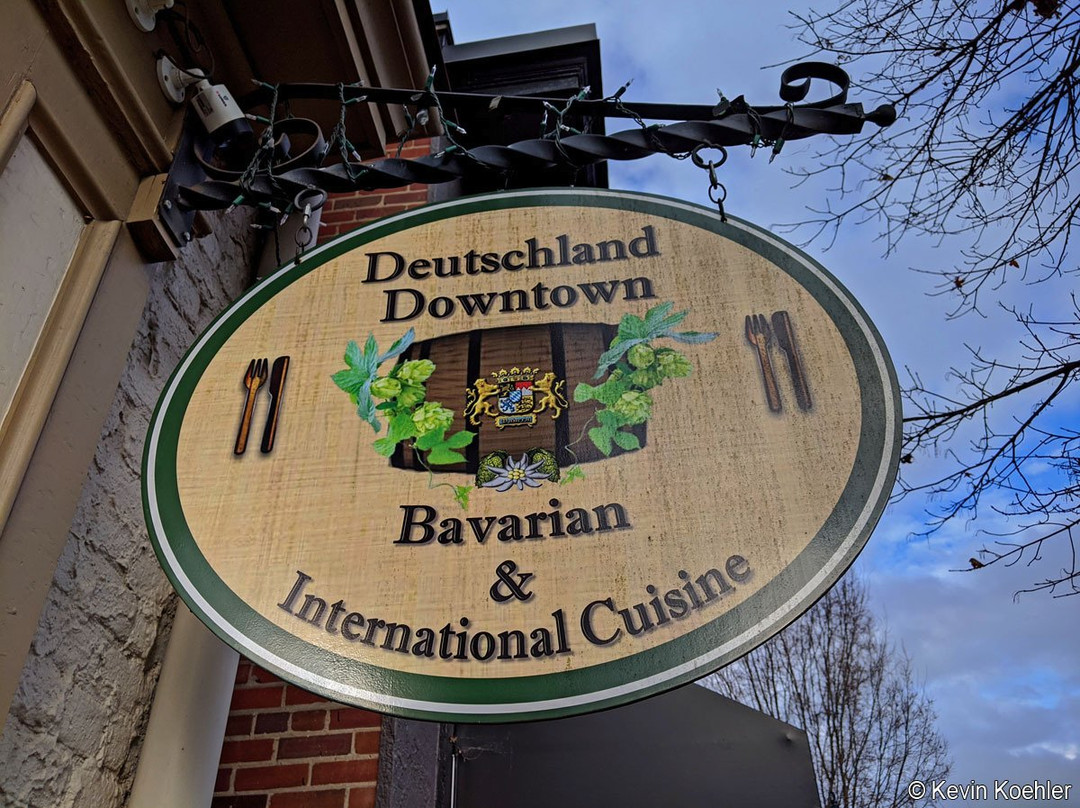 Deutschland
Downtown
Bavarian
&
International Cuisine
© Kevin Koehler